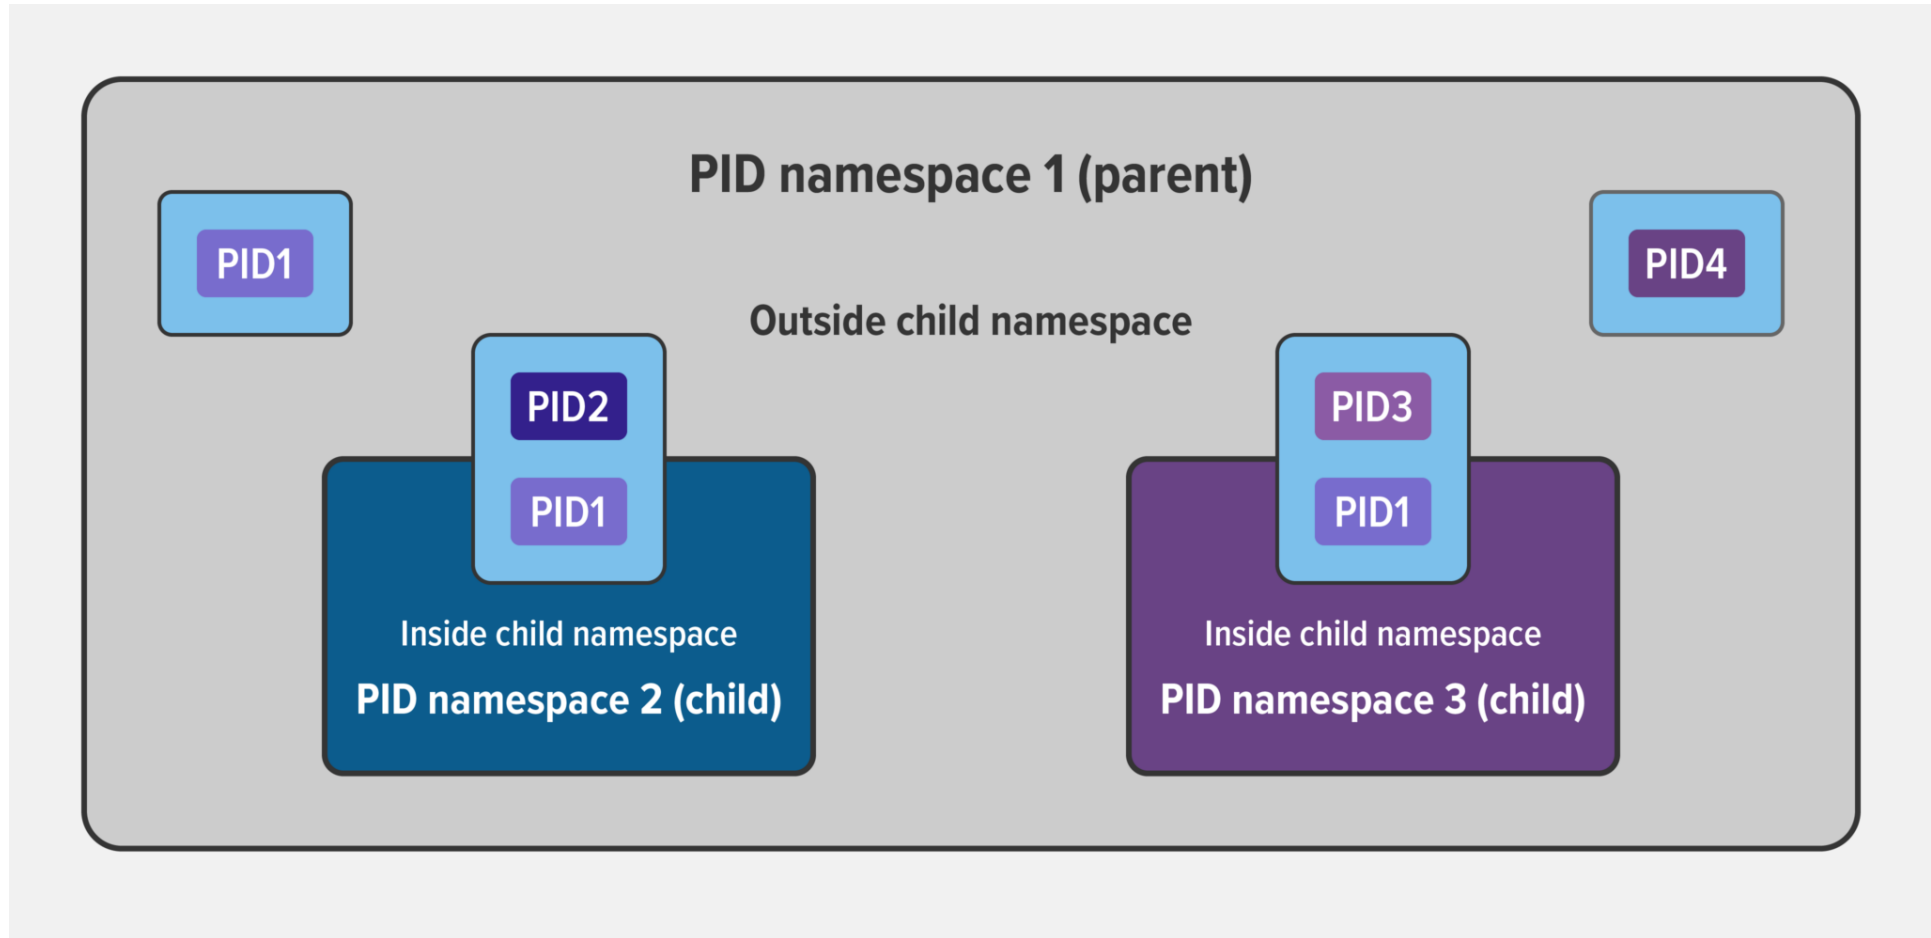 PID namespace 1 (parent)
PID1
PID4
Outside child namespace
PID2
PID1
Inside child namespace
PID namespace 2 (child)
PID3
PID1
Inside child namespace
PID namespace 3 (child)